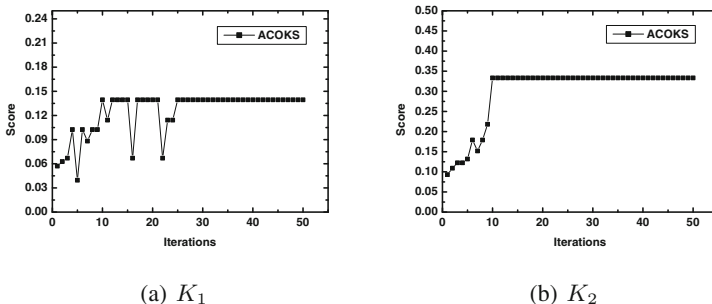 0.24
0.21
0.18
0.15
0.12
0.09
0.06
0.03
0.00
Score
0 10 20 30 40 50
Iterations
ACOKS
(a) K₁
0.50
0.45
0.40
0.35
0.30
0.25
0.20
0.15
0.10
0.05
0.00
Score
0 10 20 30 40 50
Iterations
ACOKS
(b) K₂